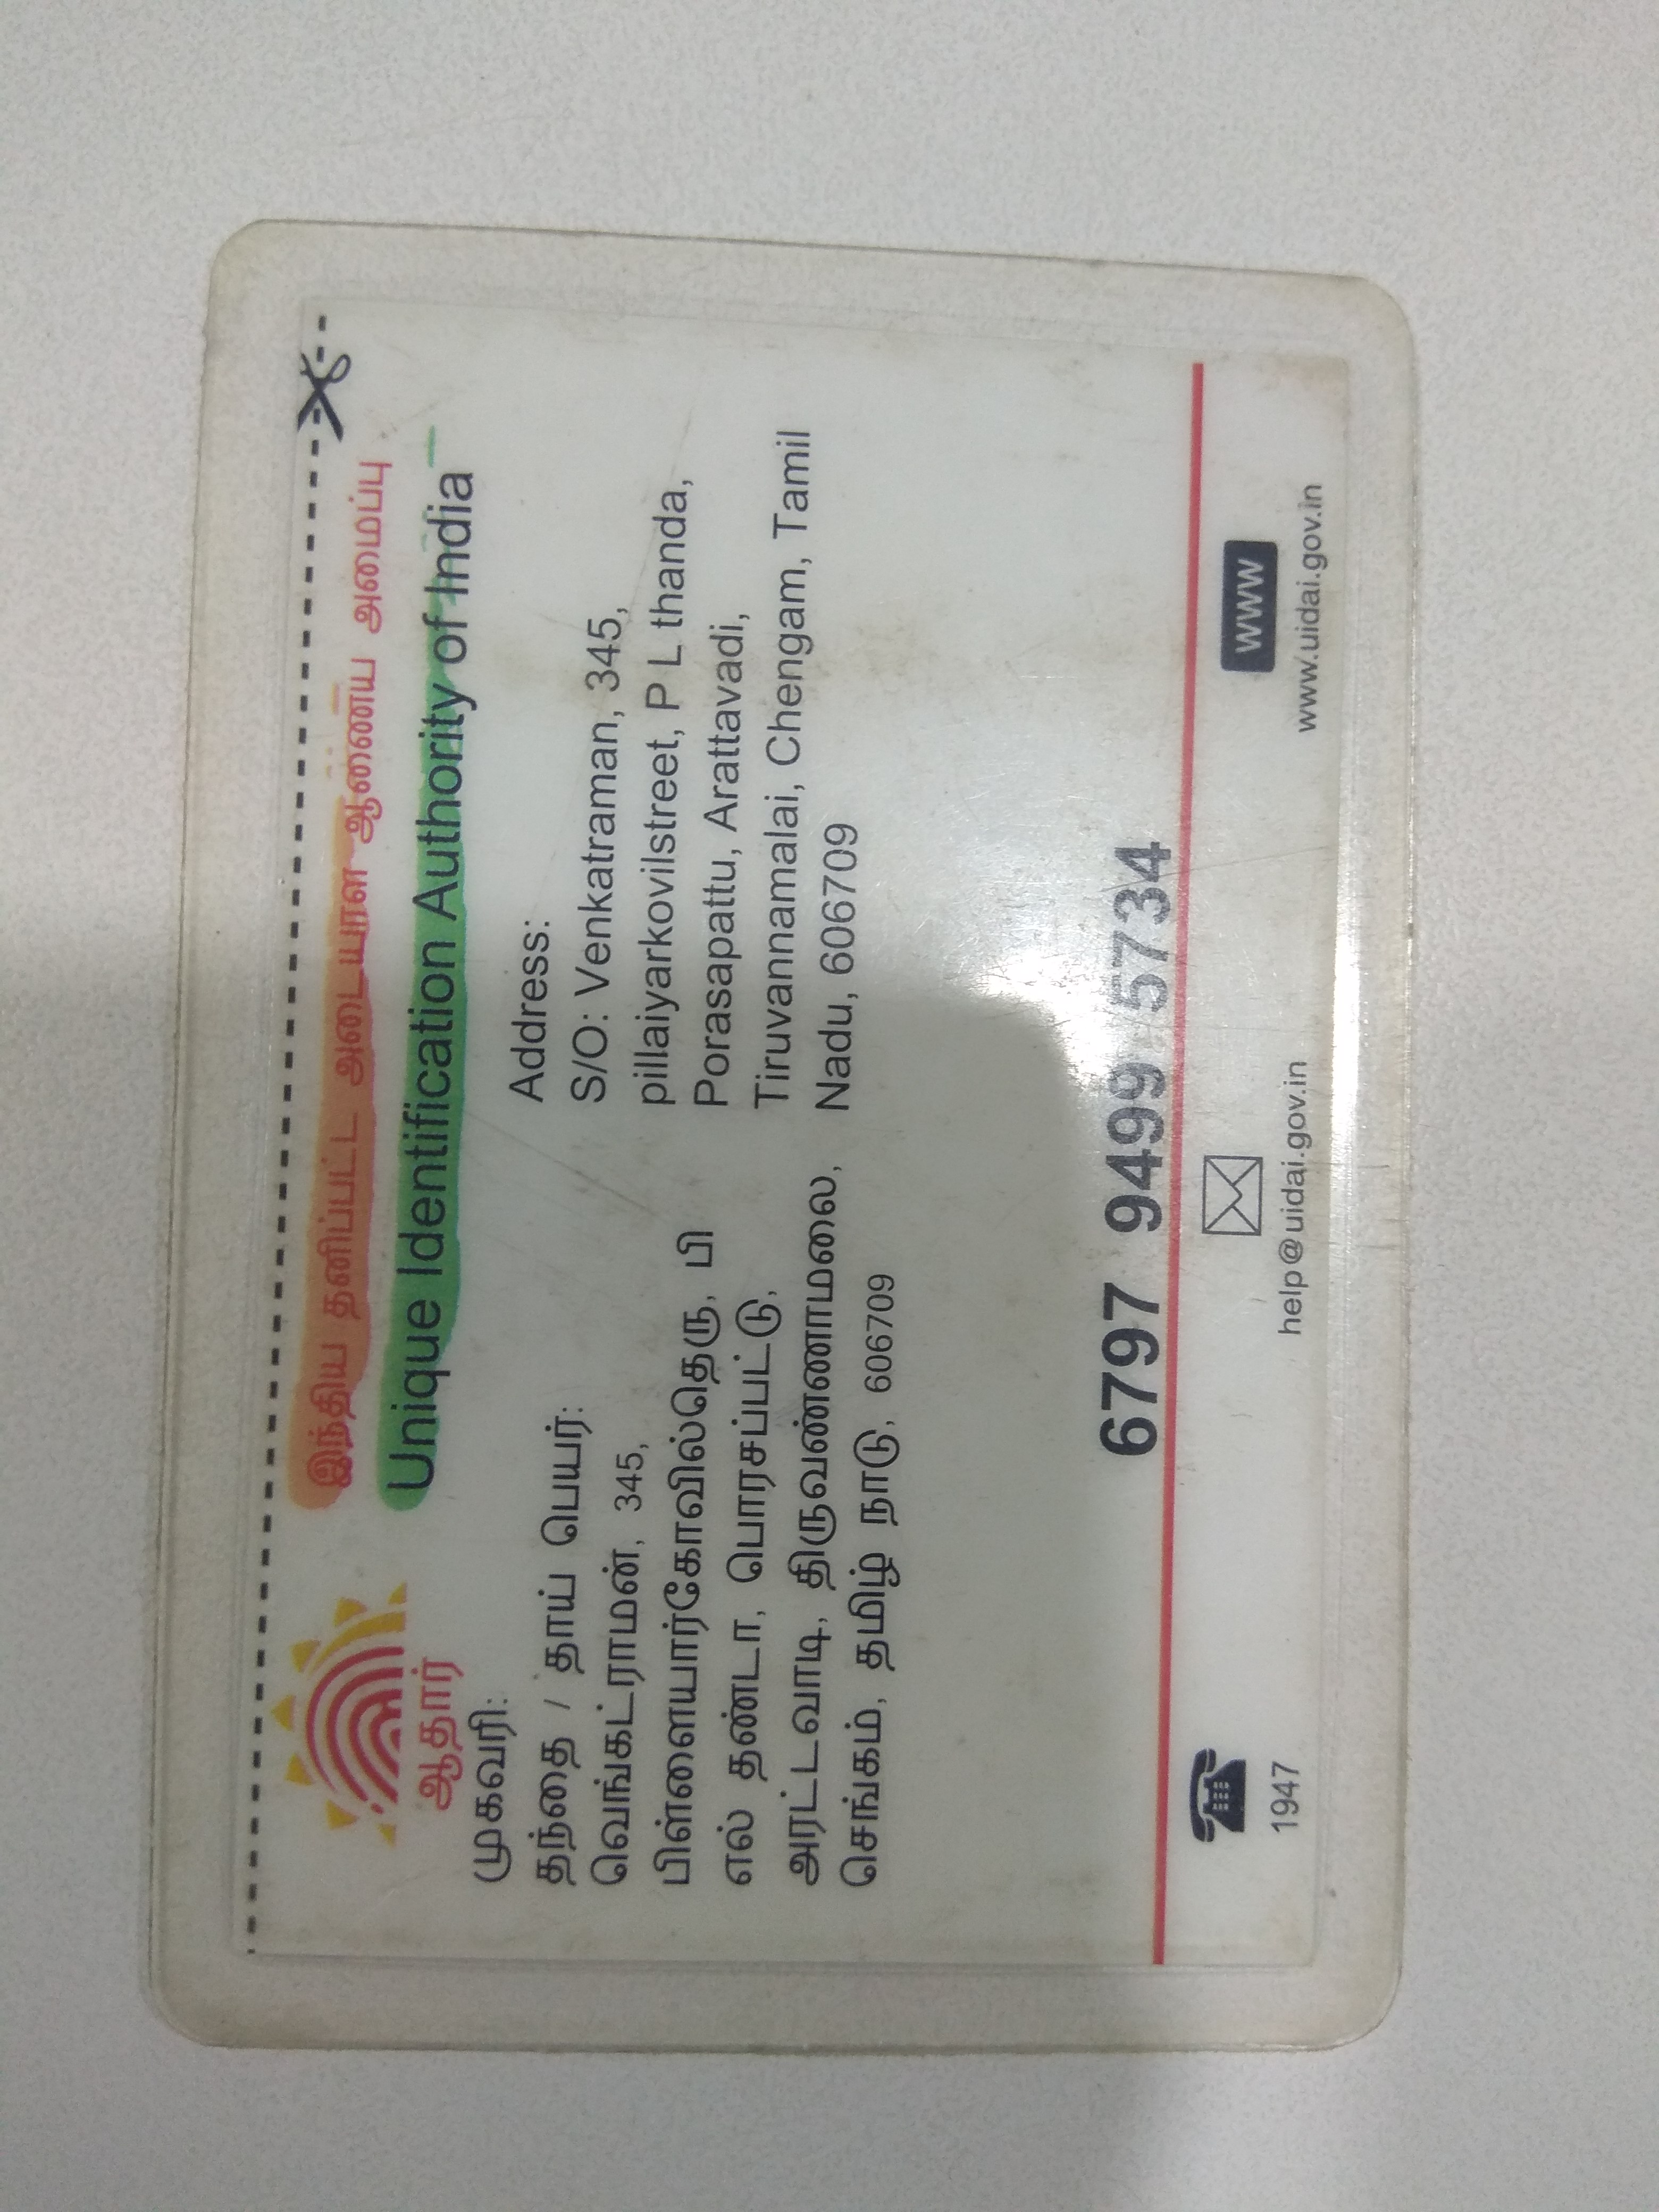 இந்திய தனிப்பட்ட அடையாள ஆணைய அமைப்பு
Unique Identification Authority of India
ஆதார்
முகவரி:
தந்தை / தாய் பெயர்:
வெங்கட்ராமன், 345,
பிள்ளையார்கோவில்தெரு, பி
எல் தண்டா, பொரசப்பட்டு,
அரட்டவாடி, திருவண்ணாமலை,
செங்கம், தமிழ் நாடு, 606709
Address:
S/O: Venkatraman, 345,
pillaiyarkovilstreet, P L thanda,
Porasapattu, Arattavadi,
Tiruvannamalai, Chengam, Tamil
Nadu, 606709
6797 9499 5734
1947
help@uidai.gov.in
WWW
www.uidai.gov.in